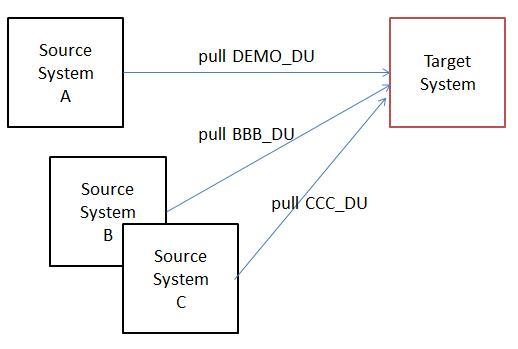 Source
System
A
pull DEMO_DU
Target
System
pull BBB_DU
Source
System
B
pull CCC_DU
Source
System
C